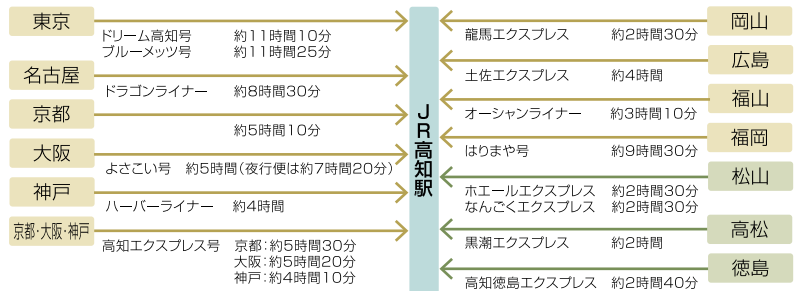 東京
ドリーム高知号 約11時間10分
ブルーメッツ号 約11時間25分
名古屋
ドラゴンライナー 約8時間30分
京都
約5時間10分
大阪
よさこい号 約5時間(夜行便は約7時間20分)
神戸
ハーバーライナー 約4時間
京都・大阪・神戸
高知エクスプレス号 京都:約5時間30分
大阪:約5時間20分
神戸:約4時間10分
JR高知駅
岡山
龍馬エクスプレス 約2時間30分
広島
土佐エクスプレス 約4時間
福山
オーシャンライナー 約3時間10分
福岡
はりまや号 約9時間30分
松山
ホエールエクスプレス 約2時間30分
なんごくエクスプレス 約2時間30分
高松
黒潮エクスプレス 約2時間
徳島
高知徳島エクスプレス 約2時間40分